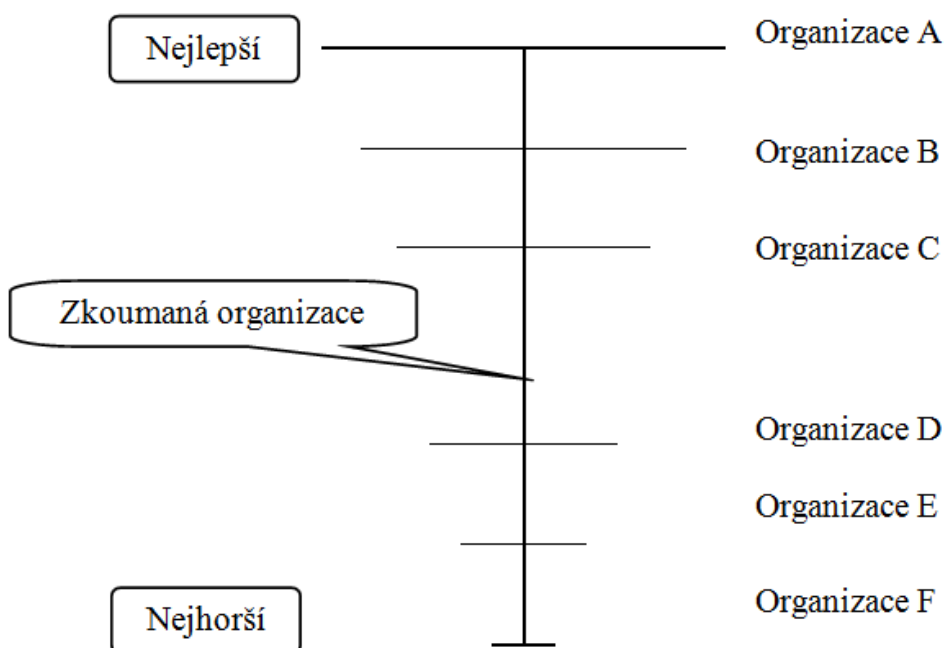 Nejlepší
Organizace A
Organizace B
Organizace C
Zkoumaná organizace
Organizace D
Organizace E
Organizace F
Nejhorší